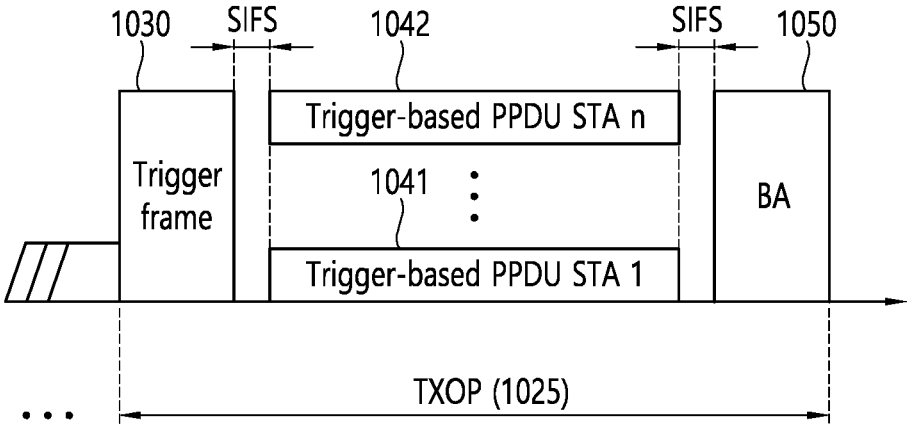 SIFS
SIFS
1030
1042
1050
Trigger-based PPDU STA n
Trigger
frame
1041
BA
Trigger-based PPDU STA 1
TXOP (1025)